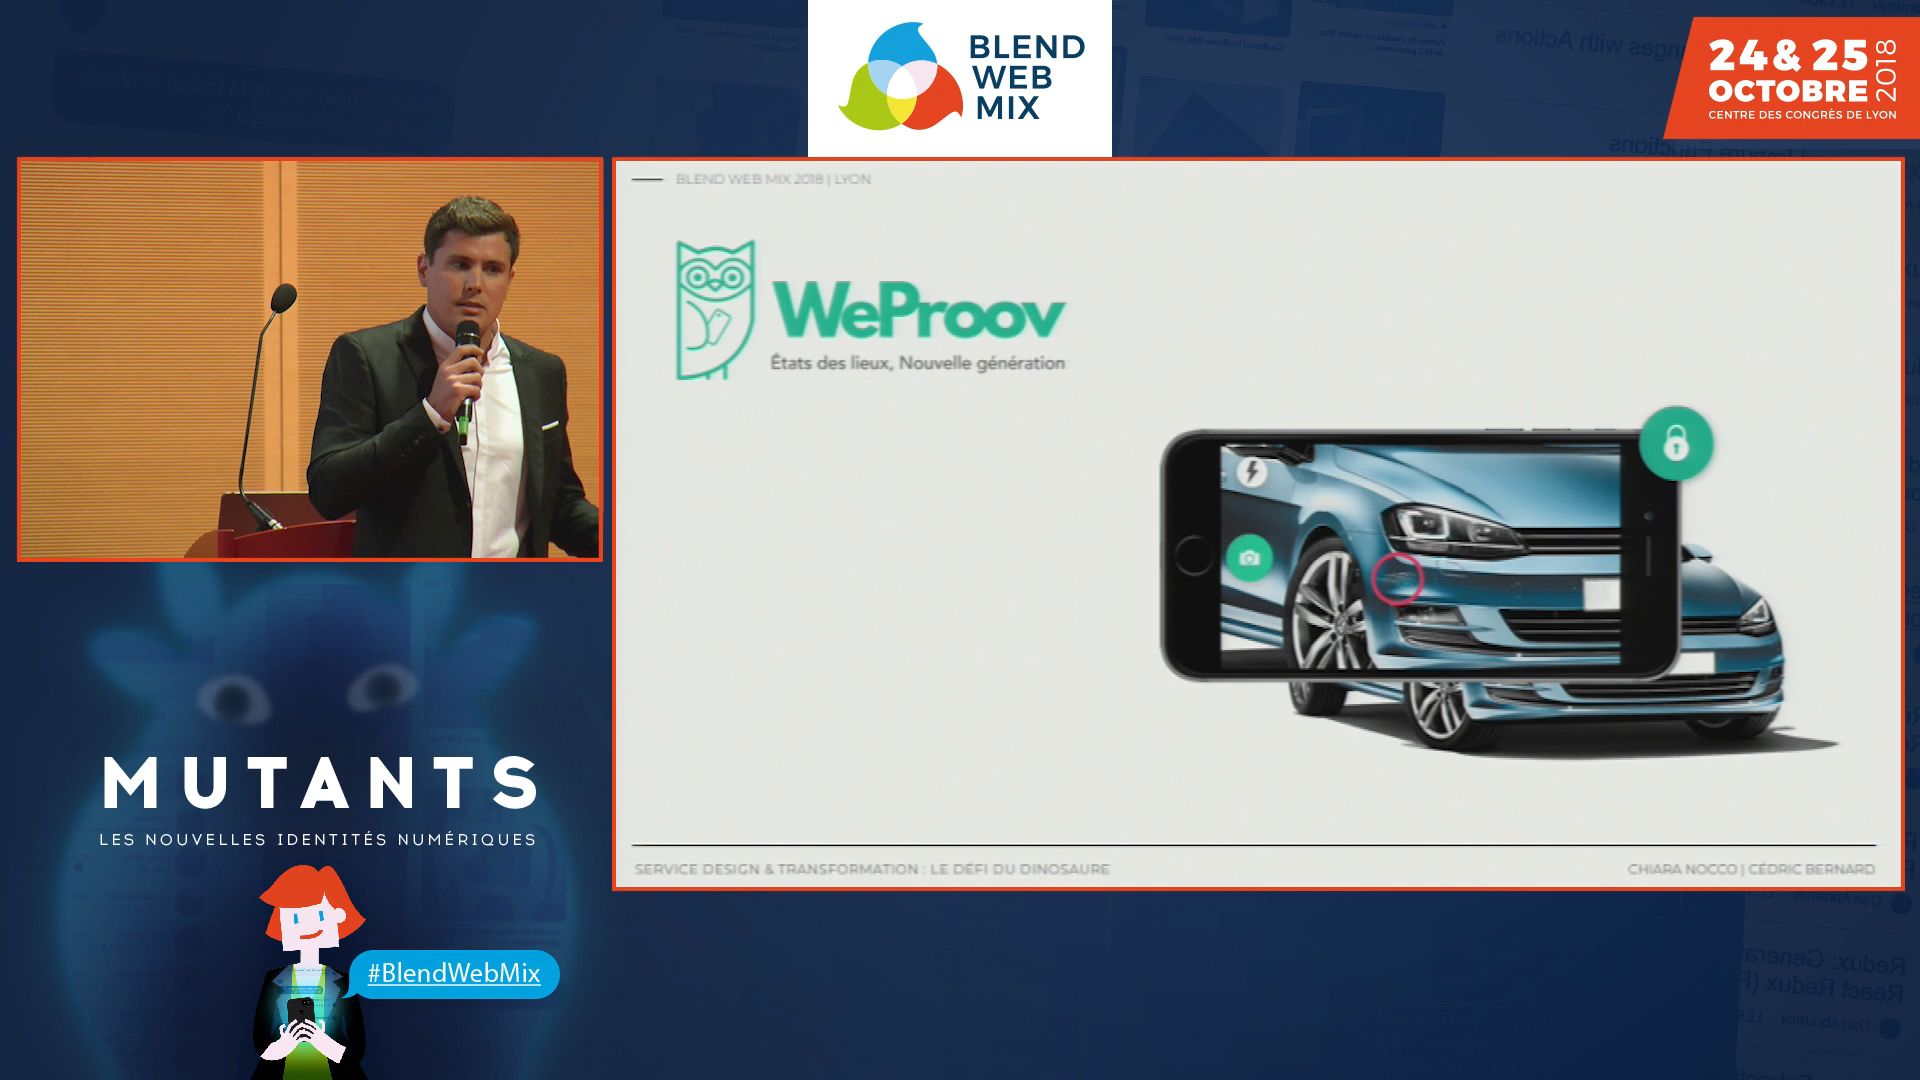 BLEND
WEB
MIX
24 & 25
OCTOBRE
2018
CENTRE DES CONGRÈS DE LYON
BLEND WEB MIX 2018 | LYON
WeProov
États des lieux, Nouvelle génération
MUTANTS
LES NOUVELLES IDENTITÉS NUMÉRIQUES
#BlendWebMix
SERVICE DESIGN & TRANSFORMATION : LE DÉFI DU DINOSAURE
CHIARA NOCCO | CÉDRIC BERNARD